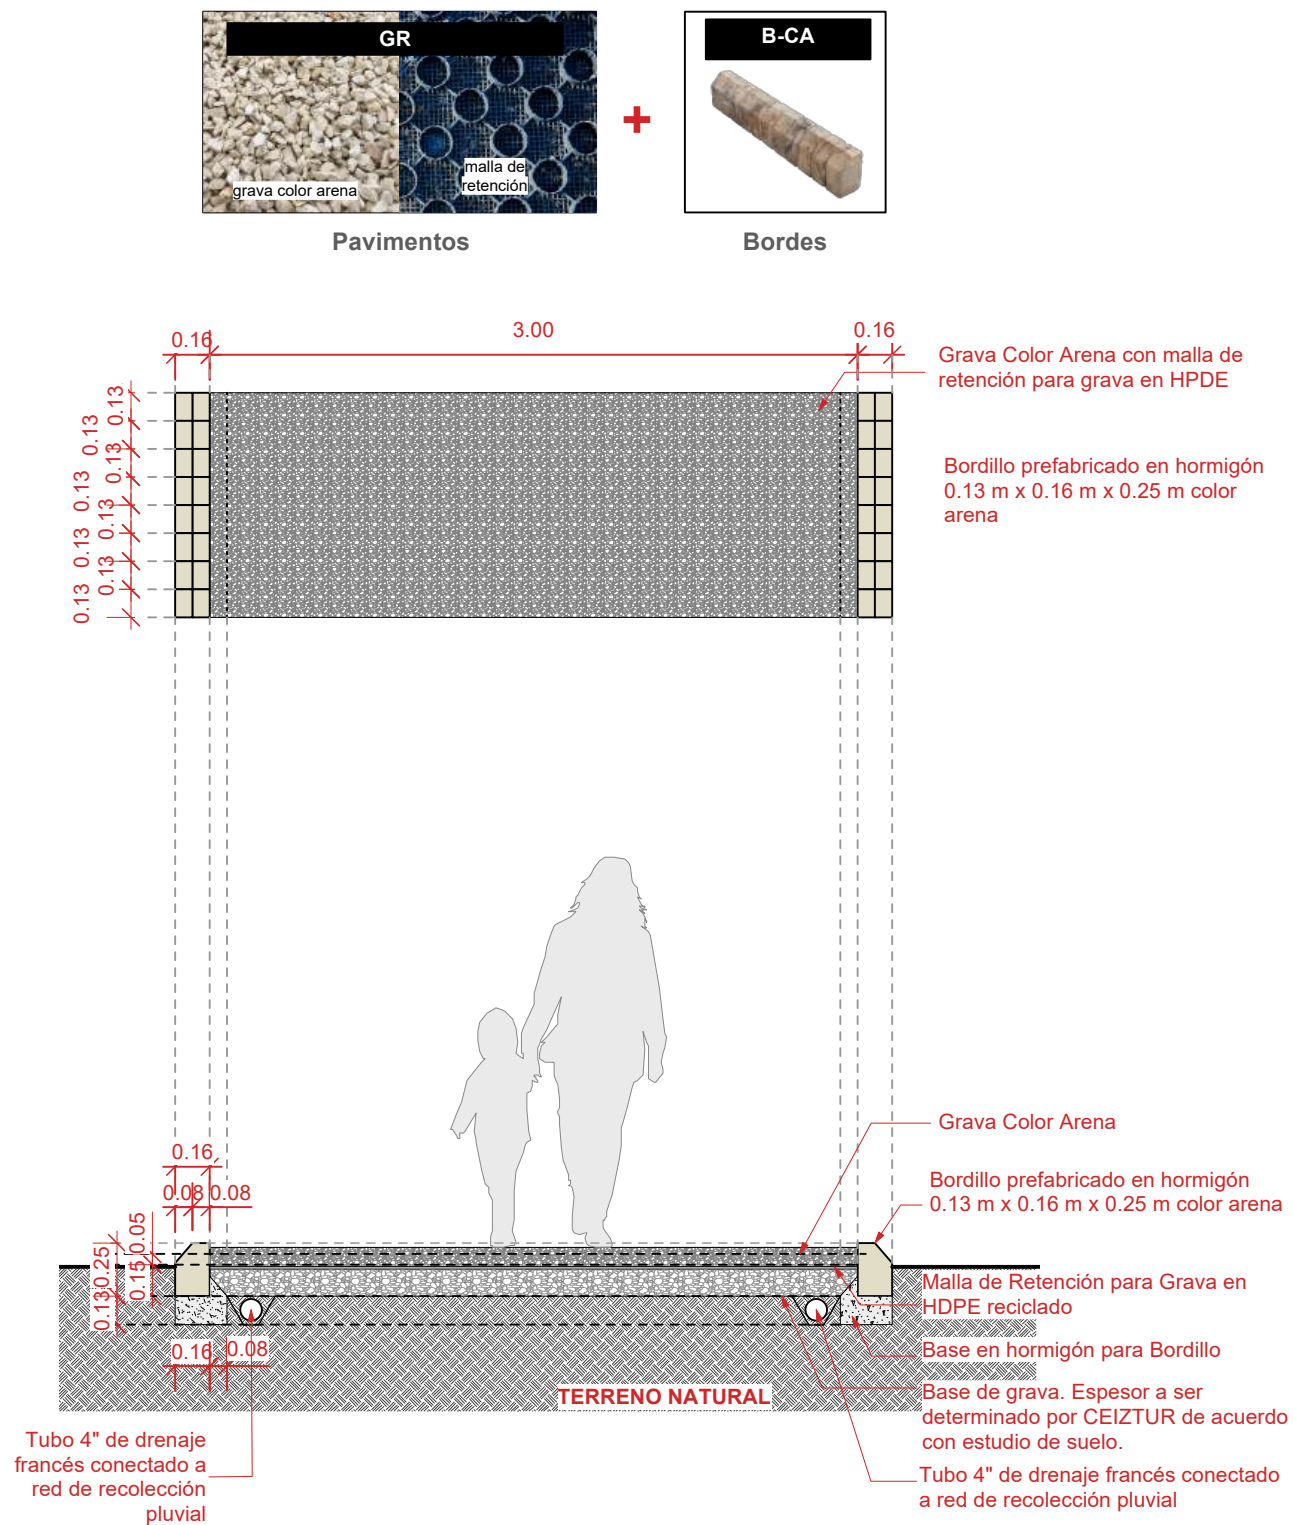 GR
B-CA
grava color arena
malla de
retención
Pavimentos
Bordes
0.16
3.00
0.16
Grava Color Arena con malla de
retención para grava en HPDE
0.13
0.13
0.13
0.13
0.13
0.13
0.13
0.13
Bordillo prefabricado en hormigón
0.13 m x 0.16 m x 0.25 m color
arena
Grava Color Arena
0.16
0.08
0.08
Bordillo prefabricado en hormigón
0.13 m x 0.16 m x 0.25 m color arena
0.05
0.25
0.15
0.13
Malla de Retención para Grava en
HDPE reciclado
0.16
0.08
Base en hormigón para Bordillo
TERRENO NATURAL
Base de grava. Espesor a ser
determinado por CEIZTUR de acuerdo
con estudio de suelo.
Tubo 4" de drenaje
francés conectado a
red de recolección
pluvial
Tubo 4" de drenaje francés conectado
a red de recolección pluvial